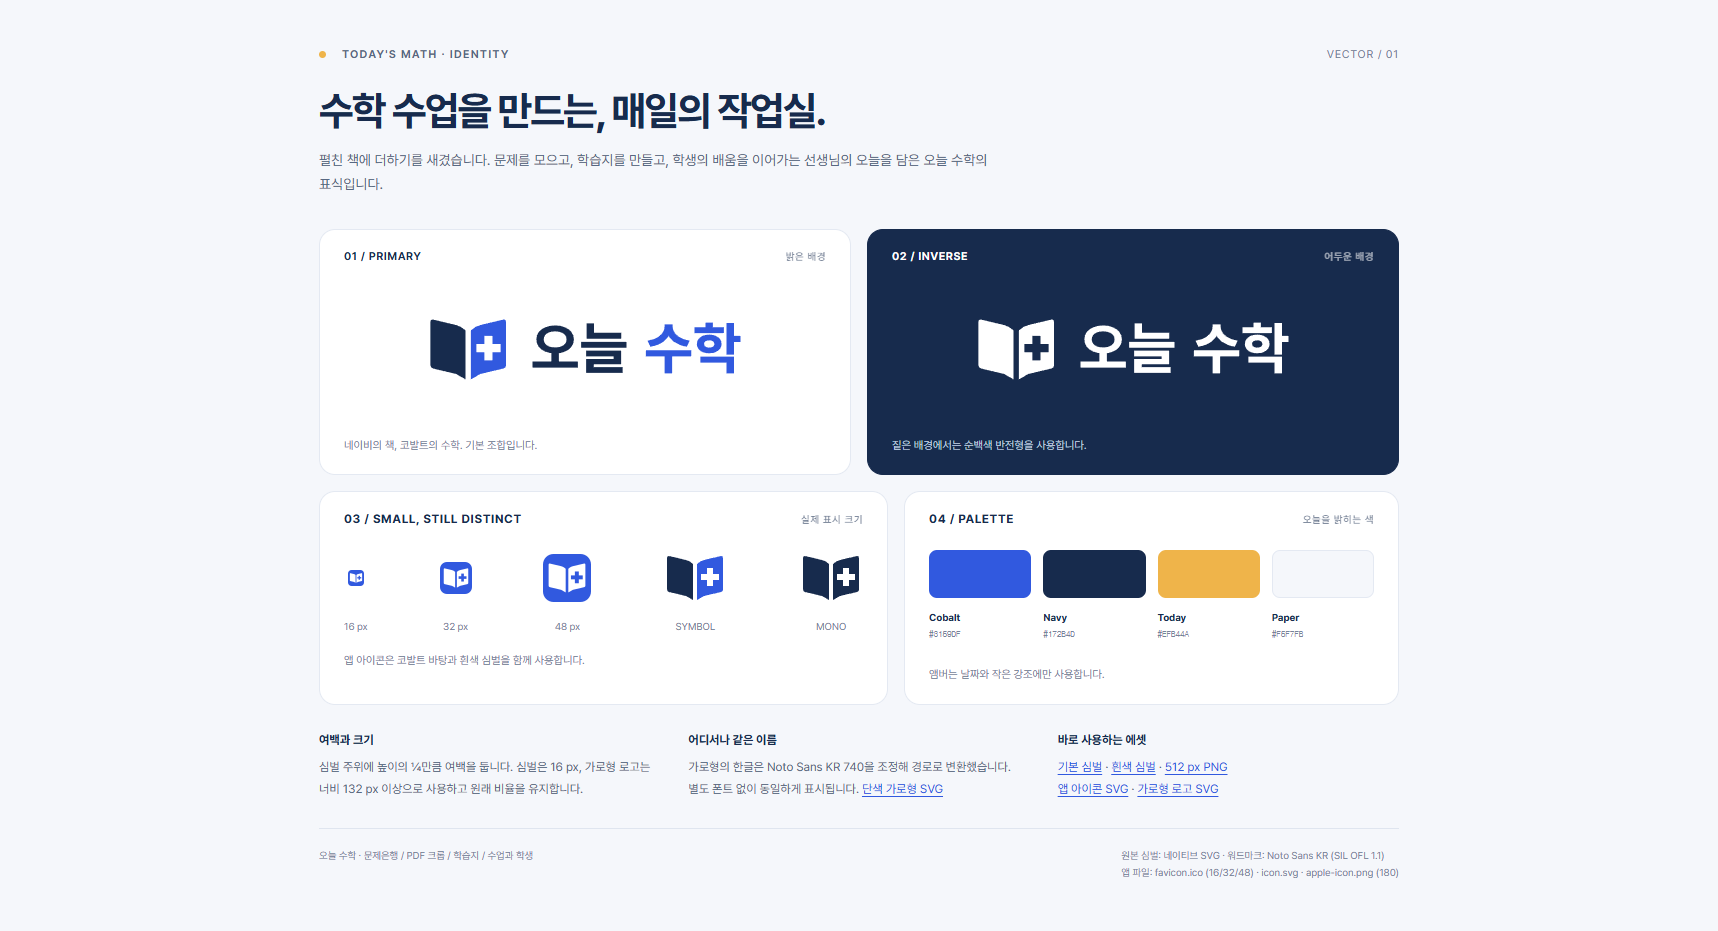 TODAY'S MATH · IDENTITY
VECTOR / 01
수학 수업을 만드는, 매일의 작업실.
펼친 책에 더하기를 새겼습니다. 문제를 모으고, 학습지를 만들고, 학생의 배움을 이어가는 선생님의 오늘을 담은 오늘 수학의
표식입니다.
01 / PRIMARY
밝은 배경
오늘 수학
네이비의 책, 코발트의 수학. 기본 조합입니다.
02 / INVERSE
어두운 배경
오늘 수학
짙은 배경에서는 순백색 반전형을 사용합니다.
03 / SMALL, STILL DISTINCT
실제 표시 크기
16 px
32 px
48 px
SYMBOL
MONO
앱 아이콘은 코발트 바탕과 흰색 심벌을 함께 사용합니다.
04 / PALETTE
오늘을 밝히는 색
Cobalt
Navy
Today
Paper
#3159DF
#172B4D
#EFB44A
#F5F7FB
앰버는 날짜와 작은 강조에만 사용합니다.
여백과 크기
심벌 주위에 높이의 ¼만큼 여백을 둡니다. 심벌은 16 px, 가로형 로고는
너비 132 px 이상으로 사용하고 원래 비율을 유지합니다.
어디서나 같은 이름
가로형의 한글은 Noto Sans KR 740을 조정해 경로로 변환했습니다.
별도 폰트 없이 동일하게 표시됩니다. 단색 가로형 SVG
바로 사용하는 에셋
기본 심벌 · 흰색 심벌 · 512 px PNG
앱 아이콘 SVG · 가로형 로고 SVG
오늘 수학 · 문제은행 / PDF 크롭 / 학습지 / 수업과 학생
원본 심벌: 네이티브 SVG · 워드마크: Noto Sans KR (SIL OFL 1.1)
앱 파일: favicon.ico (16/32/48) · icon.svg · apple-icon.png (180)